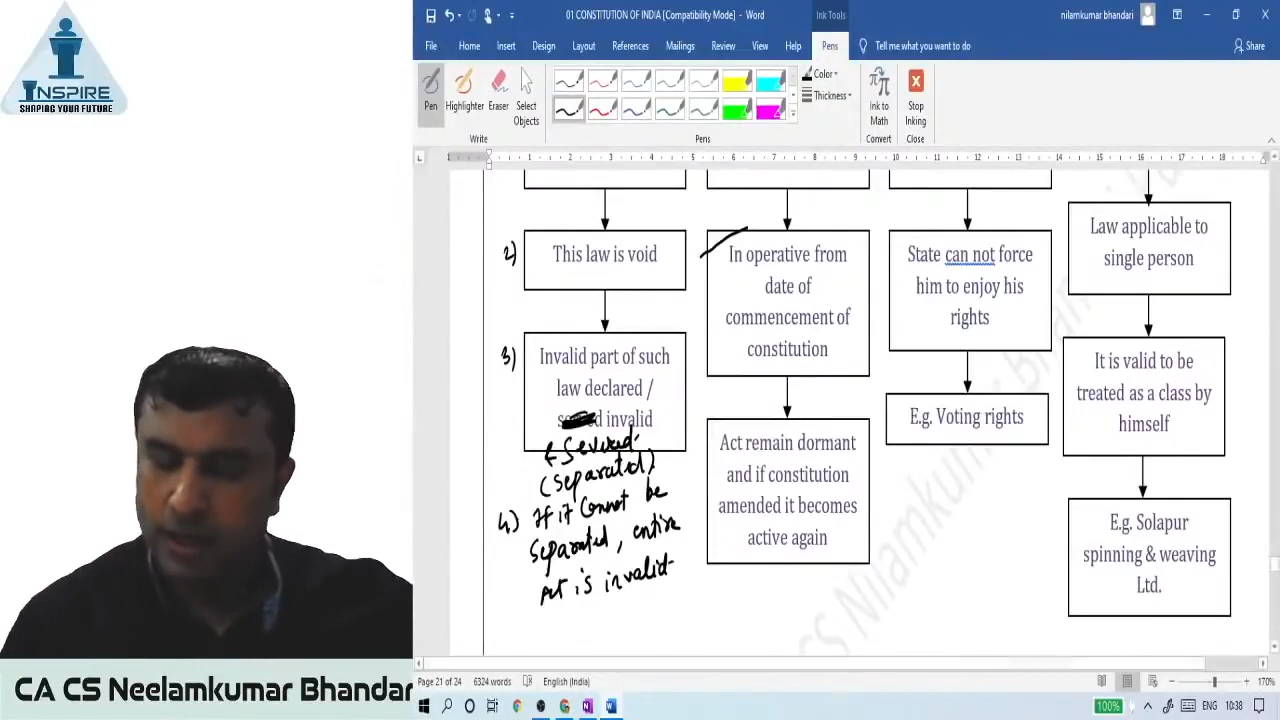 INSPIRE
SHAPING YOUR FUTURE
01 CONSTITUTION OF INDIA [Compatibility Mode] - Word
Ink Tools
nilamkumar bhandari
File
Home
Insert
Design
Layout
References
Mailings
Review
View
Help
Pens
Tell me what you want to do
Share
Pen
Highlighter
Eraser
Select
Objects
Color
Thickness
Ink to
Math
Stop
Inking
Write
Pens
Convert
Close
2)
This law is void
In operative from
date of
commencement of
constitution
State can not force
him to enjoy his
rights
Law applicable to
single person
3)
Invalid part of such
law declared /
invalid
Severed
(Separated)
4) If it Cannot be
Separated, entire
Act is invalid
Act remain dormant
and if constitution
amended it becomes
active again
E.g. Voting rights
It is valid to be
treated as a class by
himself
E.g. Solapur
spinning & weaving
Ltd.
CS Nilamkumar bhan
Page 21 of 24
6324 words
English (India)
170%
100%
ENG
10:38
CA CS Neelamkumar Bhandar